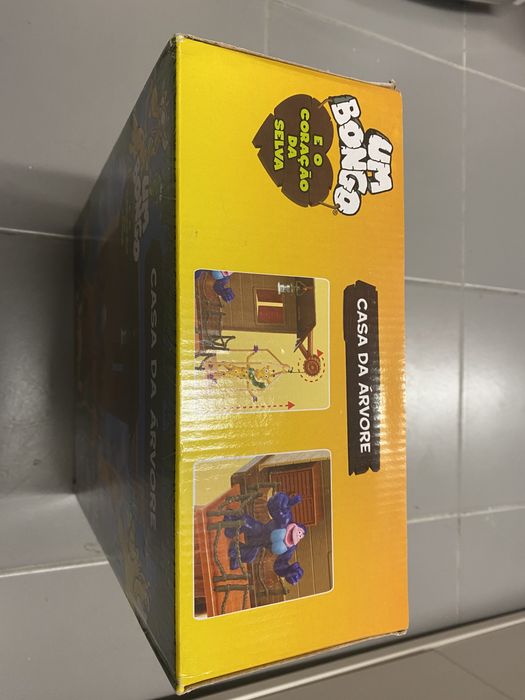 UM
BONGO
E O
CORAÇÃO
DA
SELVA
CASA DA ÁRVORE
UM
BONGO
CASA DA ÁRVORE